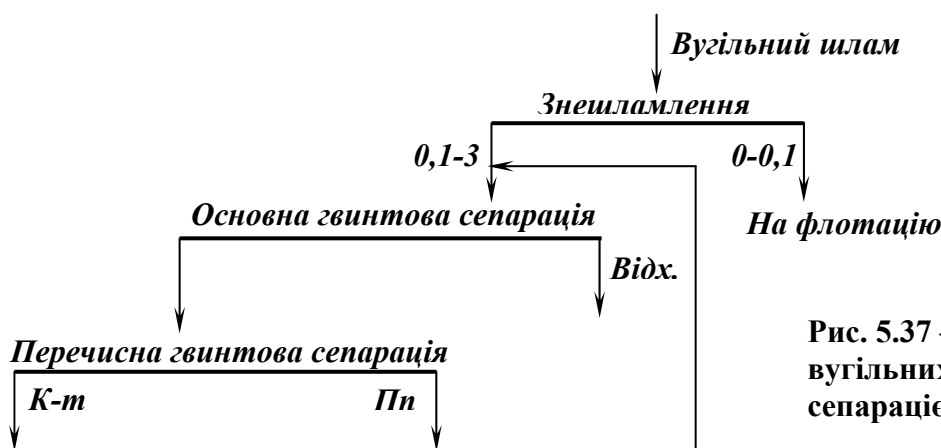 Вугільний шлам
Знешламлення
0,1-3
0-0,1
Основна гвинтова сепарація
На флотацію
Відх.
Рис. 5.37
вугільних
Перечисна гвинтова сепарація
К-т
Пп